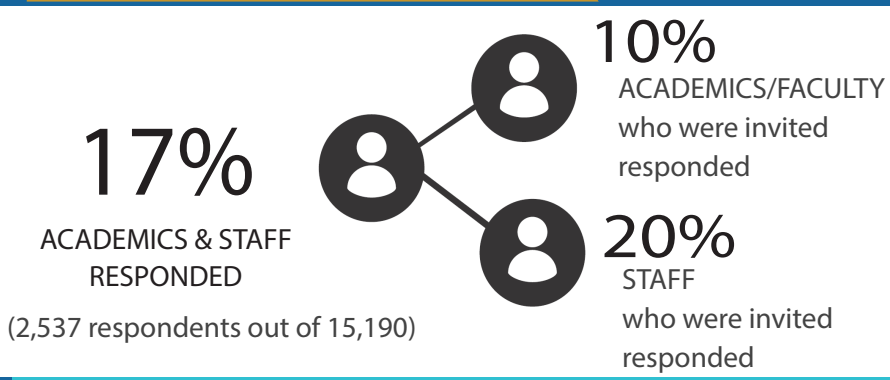 17%
ACADEMICS & STAFF
RESPONDED
(2,537 respondents out of 15,190)
10%
ACADEMICS/FACULTY
who were invited
responded
20%
STAFF
who were invited
responded